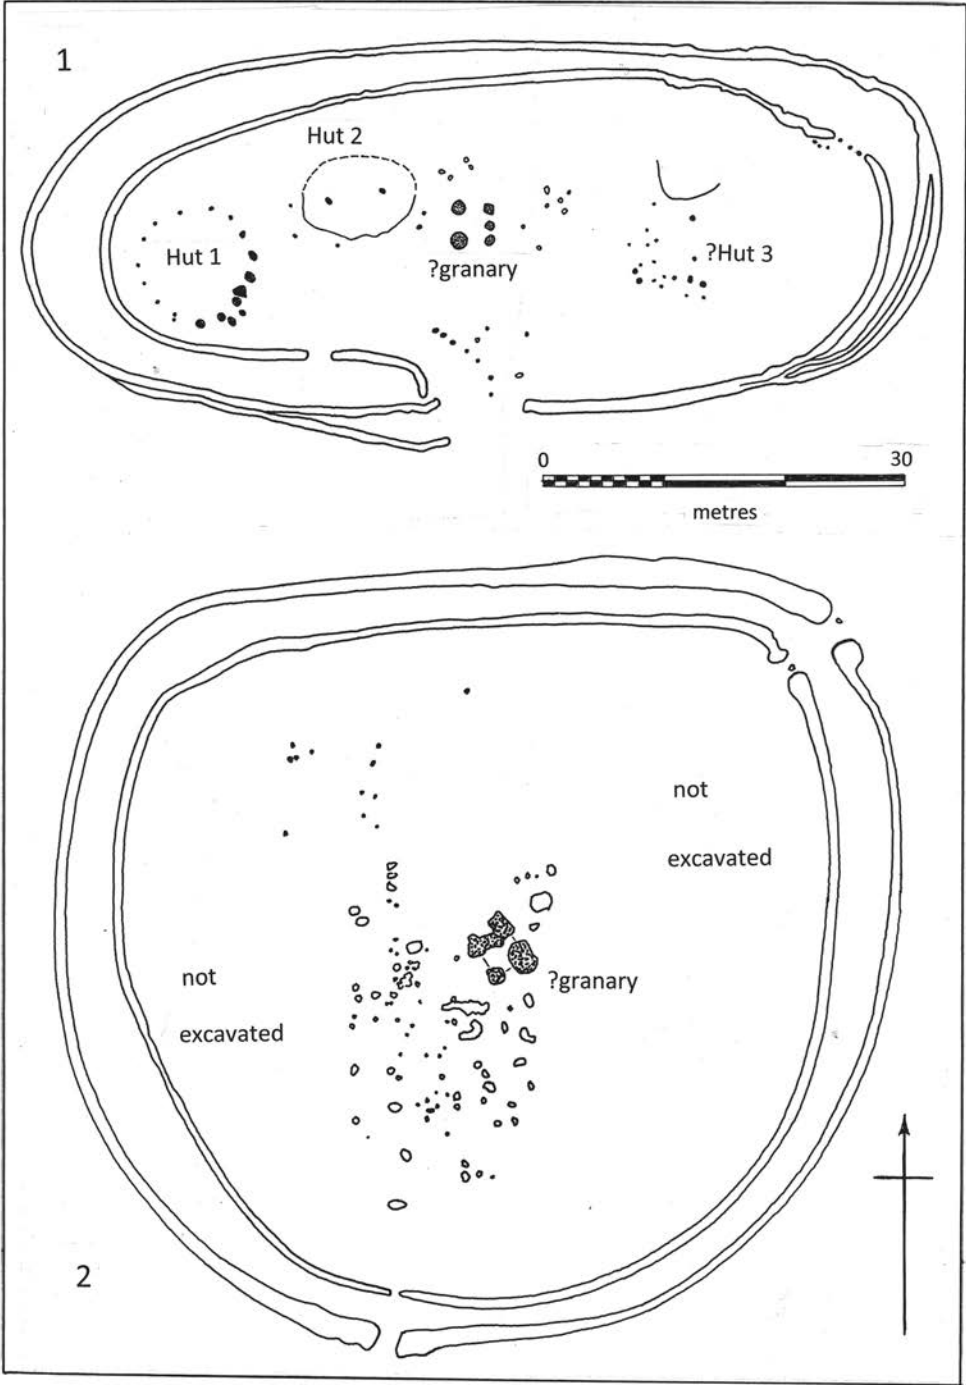 1
Hut 2
Hut 1
?granary
?Hut 3
0 30
metres
not
excavated
not
?granary
excavated
2